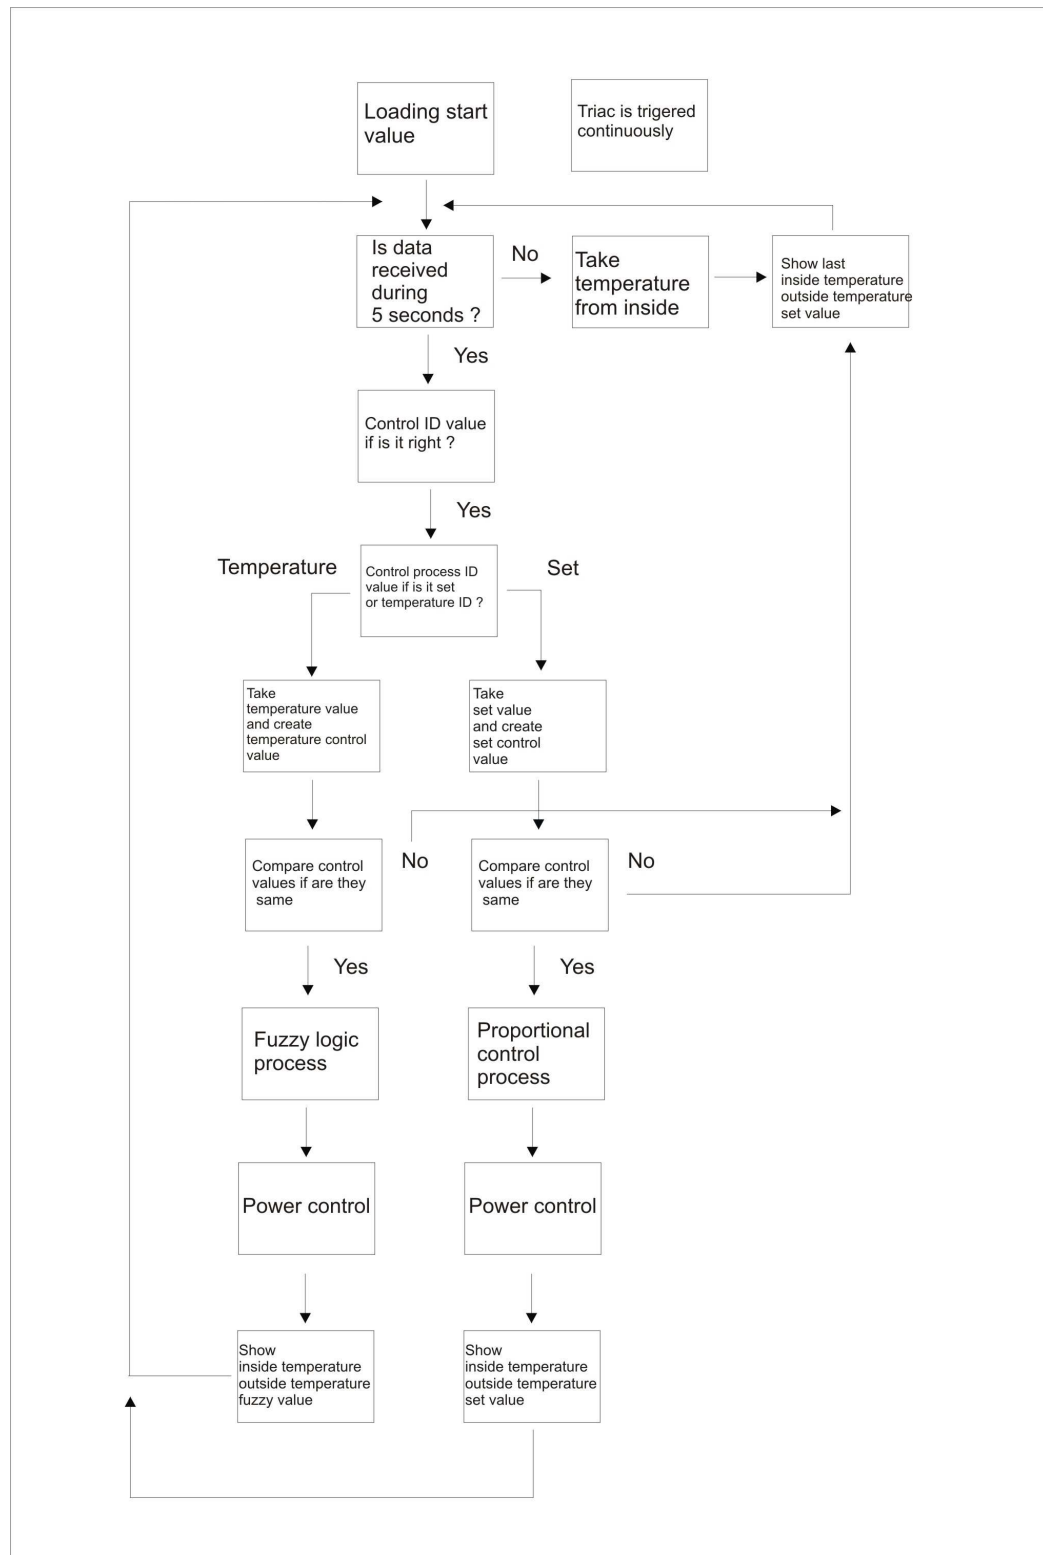 Loading start
value
Triac is trigered
continuously
Is data
received
during
5 seconds ?
No
Take
temperature
from inside
Show last
inside temperature
outside temperature
set value
Yes
Control ID value
if is it right ?
Yes
Temperature
Control process ID
value if is it set
or temperature ID ?
Set
Take
temperature value
and create
temperature control
value
Take
set value
and create
set control
value
Compare control
values if are they
same
No
Compare control
values if are they
same
No
Yes
Yes
Fuzzy logic
process
Proportional
control
process
Power control
Power control
Show
inside temperature
outside temperature
fuzzy value
Show
inside temperature
outside temperature
set value